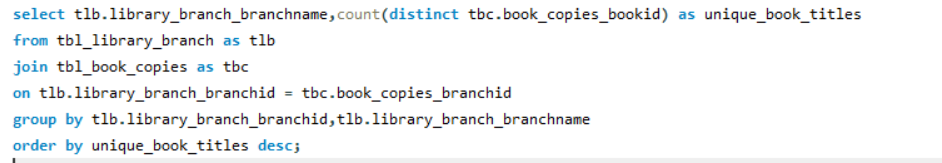 select tlb.library_branch_branchname,count(distinct tbc.book_copies_bookid) as unique_book_titles
from tbl_library_branch as tlb
join tbl_book_copies as tbc
on tlb.library_branch_branchid = tbc.book_copies_branchid
group by tlb.library_branch_branchid,tlb.library_branch_branchname
order by unique_book_titles desc;